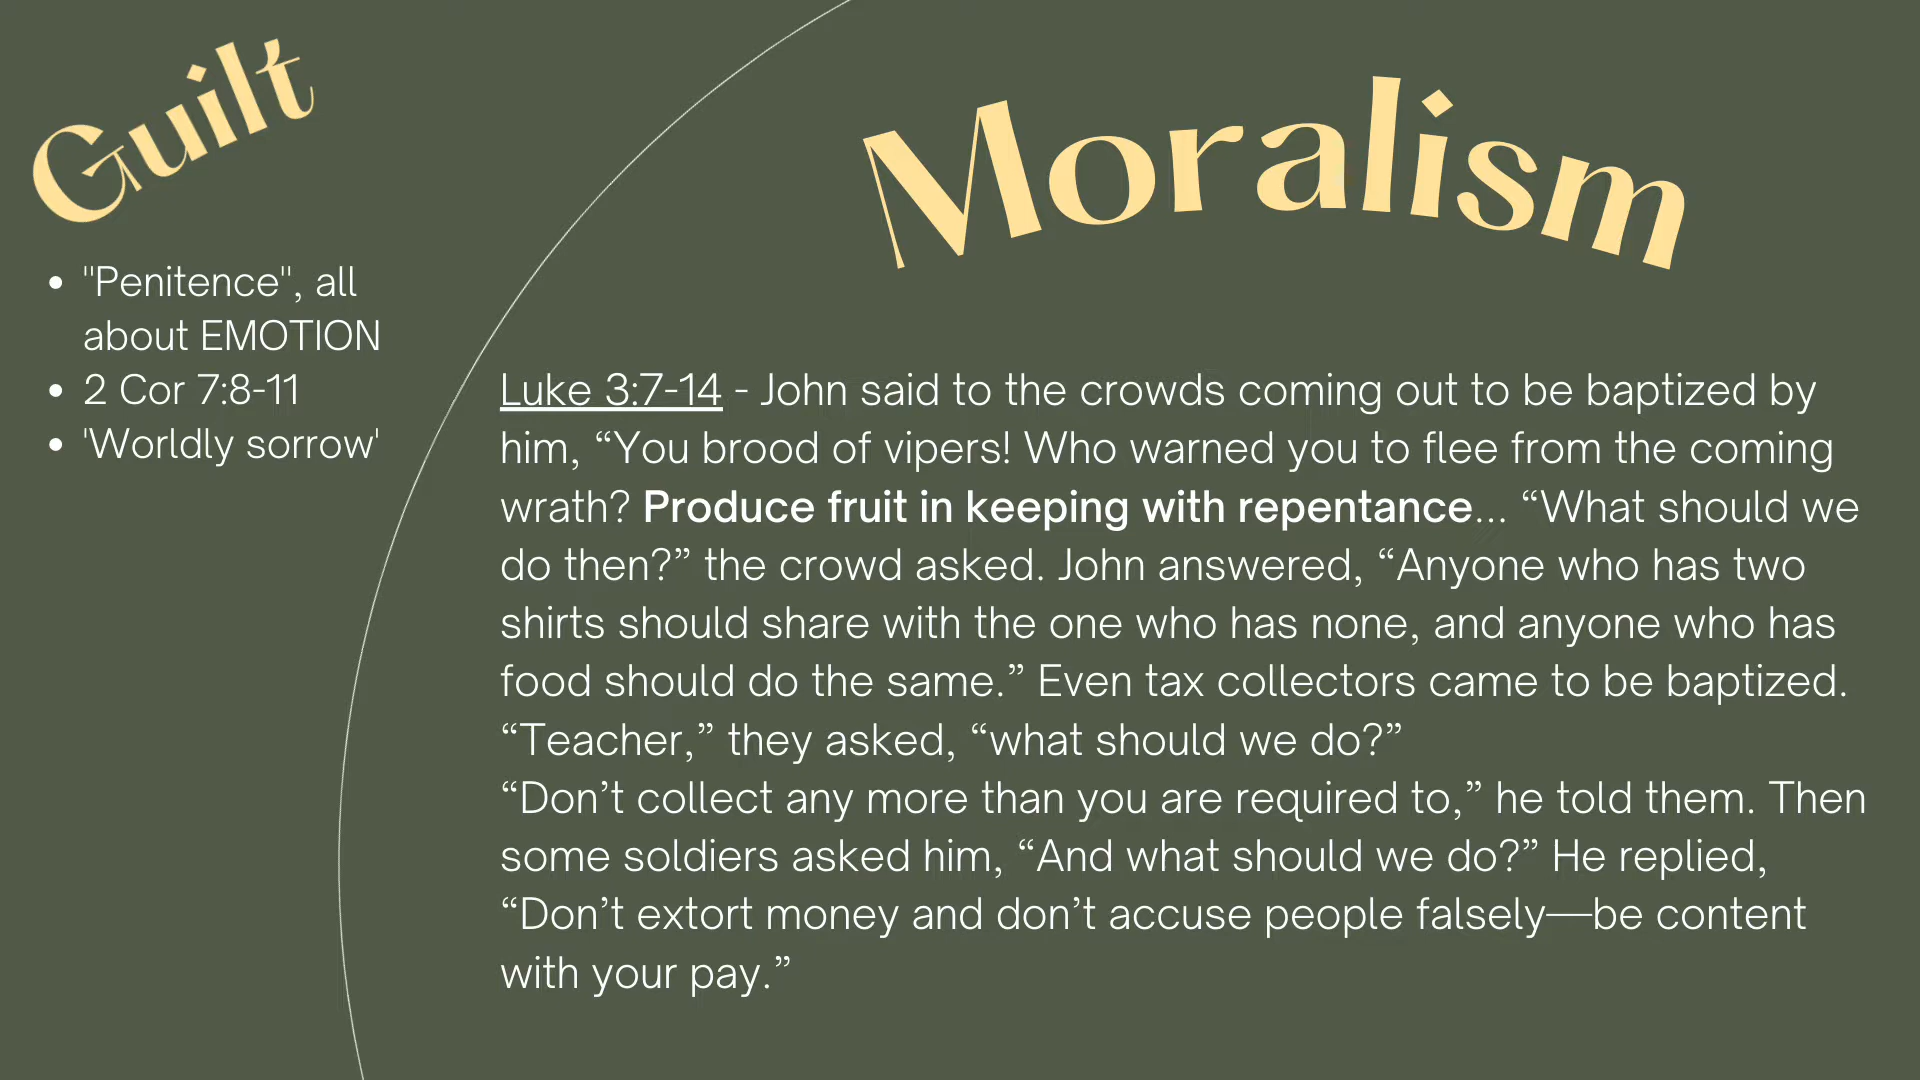 Guilt
"Penitence", all
about EMOTION
2 Cor 7:8-11
'Worldly sorrow'
Moralism
Luke 3:7-14 - John said to the crowds coming out to be baptized by
him, “You brood of vipers! Who warned you to flee from the coming
wrath? Produce fruit in keeping with repentance... “What should we
do then?” the crowd asked. John answered, “Anyone who has two
shirts should share with the one who has none, and anyone who has
food should do the same.” Even tax collectors came to be baptized.
“Teacher,” they asked, “what should we do?”
“Don’t collect any more than you are required to,” he told them. Then
some soldiers asked him, “And what should we do?” He replied,
“Don’t extort money and don’t accuse people falsely—be content
with your pay.”